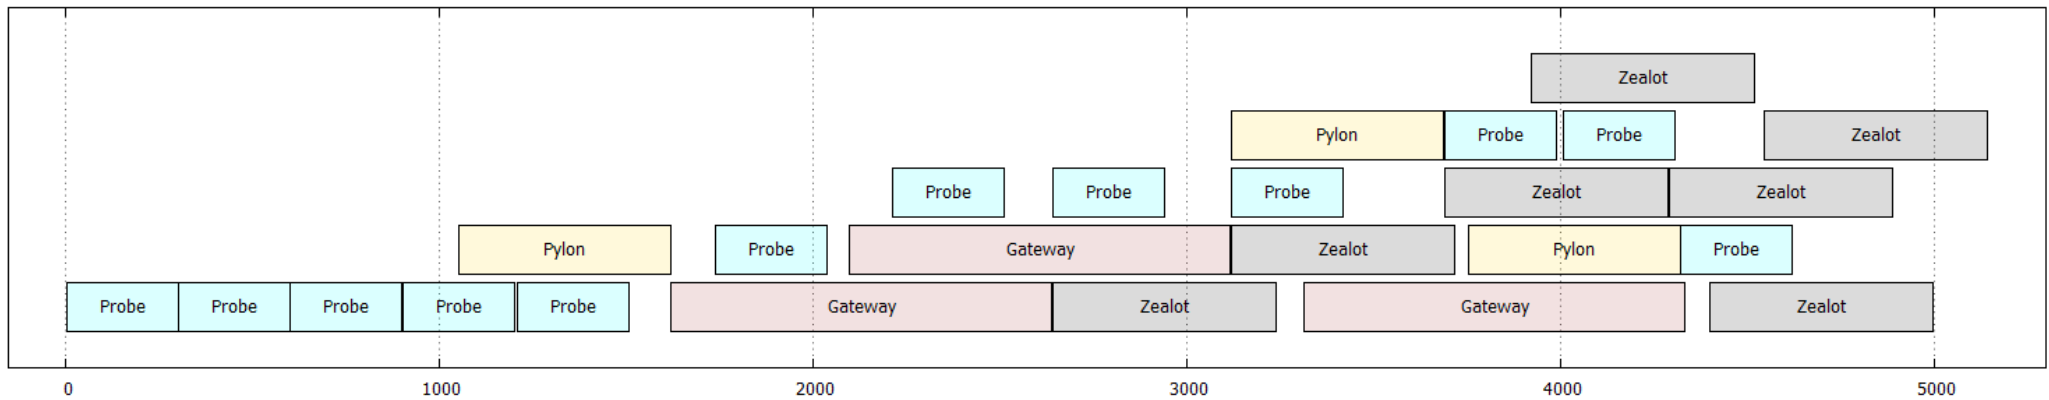 Zealot
Pylon Probe Probe Zealot
Probe Probe Probe Zealot Zealot
Pylon Probe Gateway Zealot Pylon Probe
Probe Probe Probe Probe Probe Gateway Zealot Gateway Zealot
0 1000 2000 3000 4000 5000